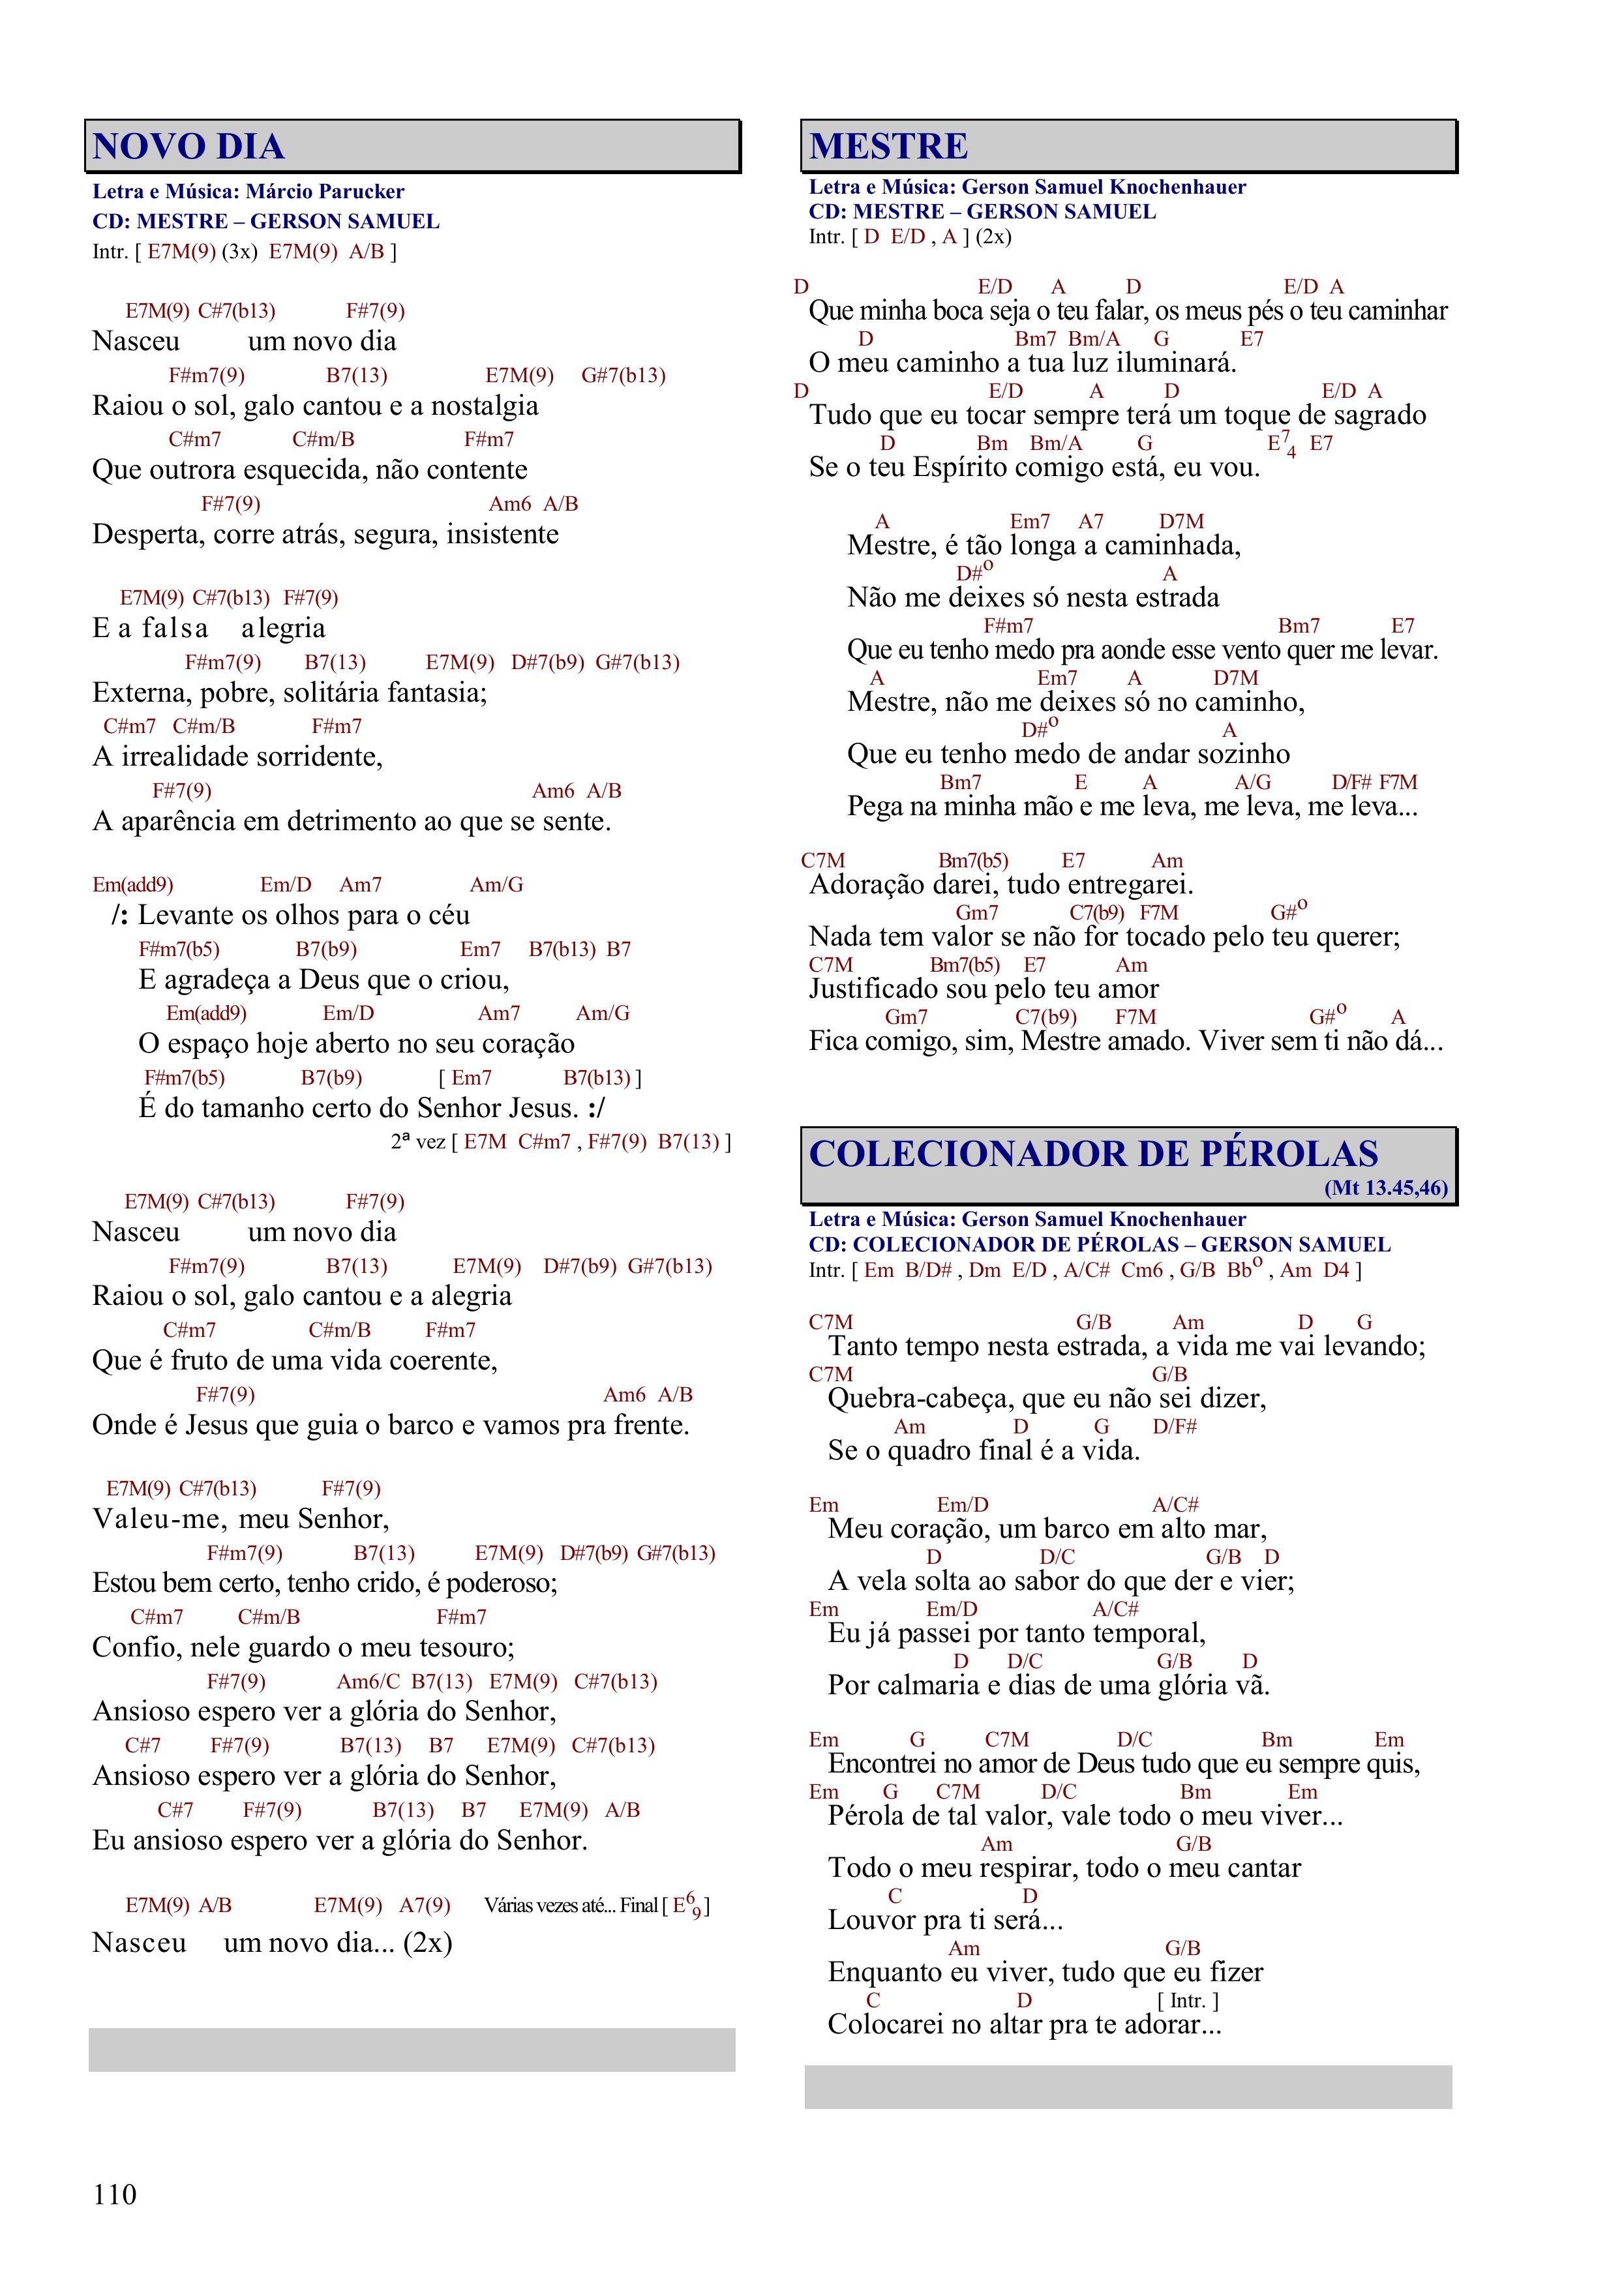 NOVO DIA
Letra e Música: Márcio Parucker
CD: MESTRE – GERSON SAMUEL
Intr. [ E7M(9) (3x) E7M(9) A/B ]
E7M(9) C#7(b13) F#7(9)
Nasceu um novo dia
F#m7(9) B7(13) E7M(9) G#7(b13)
Raiou o sol, galo cantou e a nostalgia
C#m7 C#m/B F#m7
Que outrora esquecida, não contente
F#7(9) Am6 A/B
Desperta, corre atrás, segura, insistente
E7M(9) C#7(b13) F#7(9)
E a falsa alegria
F#m7(9) B7(13) E7M(9) D#7(b9) G#7(b13)
Externa, pobre, solitária fantasia;
C#m7 C#m/B F#m7
A irrealidade sorridente,
F#7(9) Am6 A/B
A aparência em detrimento ao que se sente.
Em(add9) Em/D Am7 Am/G
/: Levante os olhos para o céu
F#m7(b5) B7(b9) Em7 B7(b13) B7
E agradeça a Deus que o criou,
Em(add9) Em/D Am7 Am/G
O espaço hoje aberto no seu coração
F#m7(b5) B7(b9) [ Em7 B7(b13) ]
É do tamanho certo do Senhor Jesus. :/
2ª vez [ E7M C#m7 , F#7(9) B7(13) ]
E7M(9) C#7(b13) F#7(9)
Nasceu um novo dia
F#m7(9) B7(13) E7M(9) D#7(b9) G#7(b13)
Raiou o sol, galo cantou e a alegria
C#m7 C#m/B F#m7
Que é fruto de uma vida coerente,
F#7(9) Am6 A/B
Onde é Jesus que guia o barco e vamos pra frente.
E7M(9) C#7(b13) F#7(9)
Valeu-me, meu Senhor,
F#m7(9) B7(13) E7M(9) D#7(b9) G#7(b13)
Estou bem certo, tenho crido, é poderoso;
C#m7 C#m/B F#m7
Confio, nele guardo o meu tesouro;
F#7(9) Am6/C B7(13) E7M(9) C#7(b13)
Ansioso espero ver a glória do Senhor,
C#7 F#7(9) B7(13) B7 E7M(9) C#7(b13)
Ansioso espero ver a glória do Senhor,
C#7 F#7(9) B7(13) B7 E7M(9) A/B
Eu ansioso espero ver a glória do Senhor.
E7M(9) A/B E7M(9) A7(9) Várias vezes até... Final [ E69 ]
Nasceu um novo dia... (2x)
MESTRE
Letra e Música: Gerson Samuel Knochenhauer
CD: MESTRE – GERSON SAMUEL
Intr. [ D E/D , A ] (2x)
D E/D A D E/D A
Que minha boca seja o teu falar, os meus pés o teu caminhar
D Bm7 Bm/A G E7
O meu caminho a tua luz iluminará.
D E/D A D E/D A
Tudo que eu tocar sempre terá um toque de sagrado
D Bm Bm/A G E74 E7
Se o teu Espírito comigo está, eu vou.
A Em7 A7 D7M
Mestre, é tão longa a caminhada,
D#º A
Não me deixes só nesta estrada
F#m7 Bm7 E7
Que eu tenho medo pra aonde esse vento quer me levar.
A Em7 A D7M
Mestre, não me deixes só no caminho,
D#º A
Que eu tenho medo de andar sozinho
Bm7 E A A/G D/F# F7M
Pega na minha mão e me leva, me leva, me leva...
C7M Bm7(b5) E7 Am
Adoração darei, tudo entregarei.
Gm7 C7(b9) F7M G#º
Nada tem valor se não for tocado pelo teu querer;
C7M Bm7(b5) E7 Am
Justificado sou pelo teu amor
Gm7 C7(b9) F7M G#º A
Fica comigo, sim, Mestre amado. Viver sem ti não dá...
COLECIONADOR DE PÉROLAS
(Mt 13.45,46)
Letra e Música: Gerson Samuel Knochenhauer
CD: COLECIONADOR DE PÉROLAS – GERSON SAMUEL
Intr. [ Em B/D# , Dm E/D , A/C# Cm6 , G/B Bbº , Am D4 ]
C7M G/B Am D G
Tanto tempo nesta estrada, a vida me vai levando;
C7M G/B
Quebra-cabeça, que eu não sei dizer,
Am D G D/F#
Se o quadro final é a vida.
Em Em/D A/C#
Meu coração, um barco em alto mar,
D D/C G/B D
A vela solta ao sabor do que der e vier;
Em Em/D A/C#
Eu já passei por tanto temporal,
D D/C G/B D
Por calmaria e dias de uma glória vã.
Em G C7M D/C Bm Em
Encontrei no amor de Deus tudo que eu sempre quis,
Em G C7M D/C Bm Em
Pérola de tal valor, vale todo o meu viver...
Am G/B
Todo o meu respirar, todo o meu cantar
C D
Louvor pra ti será...
Am G/B
Enquanto eu viver, tudo que eu fizer
C D [ Intr. ]
Colocarei no altar pra te adorar...
110